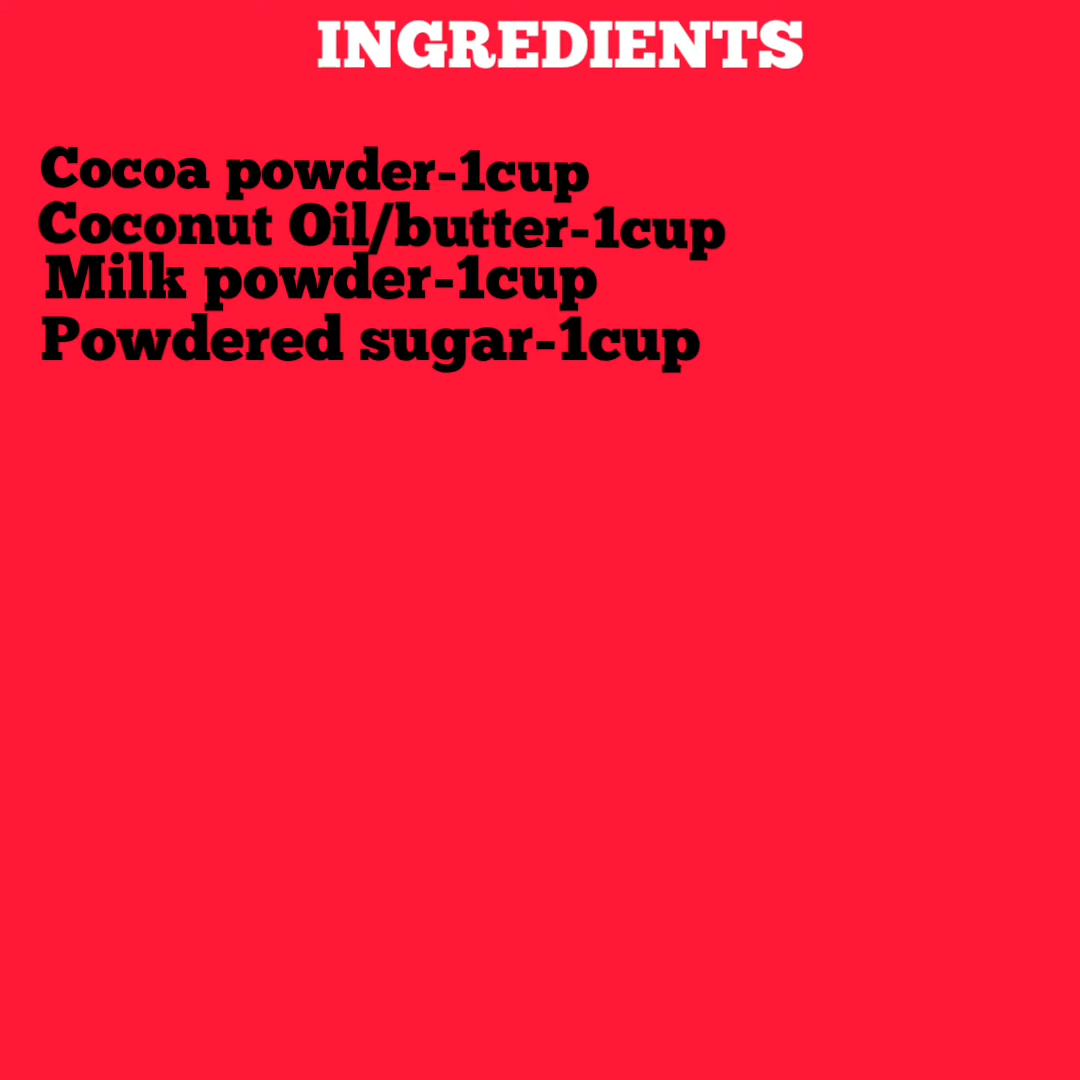 INGREDIENTS
Cocoa powder-1cup
Coconut Oil/butter-1cup
Milk powder-1cup
Powdered sugar-1cup